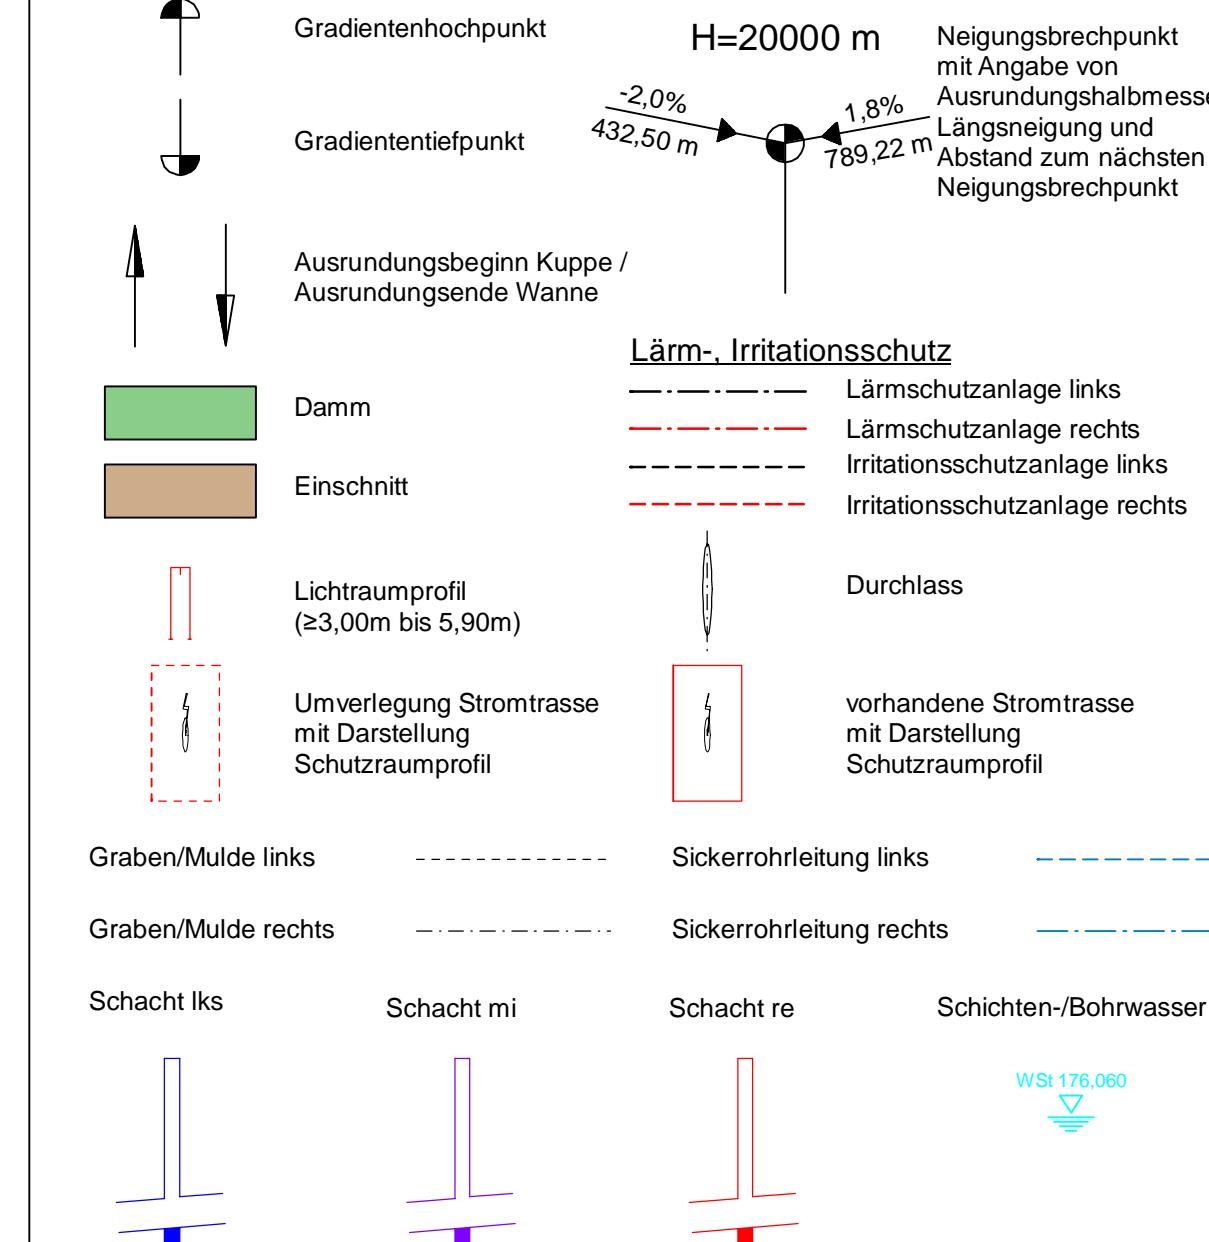 Gradientenhochpunkt
Gradiententiefpunkt
H=20000 m
-2,0%
432,50 m
1,8%
789,22 m
Neigungsbrechpunkt
mit Angabe von
Ausrundungshalbmesse
Längsneigung und
Abstand zum nächsten
Neigungsbrechpunkt
Ausrundungsbeginn Kuppe /
Ausrundungsende Wanne
Damm
Einschnitt
Lärm-, Irritationsschutz
Lärmschutzanlage links
Lärmschutzanlage rechts
Irritationsschutzanlage links
Irritationsschutzanlage rechts
Lichtraumprofil
(≥3,00m bis 5,90m)
Durchlass
Umverlegung Stromtrasse
mit Darstellung
Schutzraumprofil
vorhandene Stromtrasse
mit Darstellung
Schutzraumprofil
Graben/Mulde links
Sickerrohrleitung links
Graben/Mulde rechts
Sickerrohrleitung rechts
Schacht lks
Schacht mi
Schacht re
Schichten-/Bohrwasser
WSt 176,060